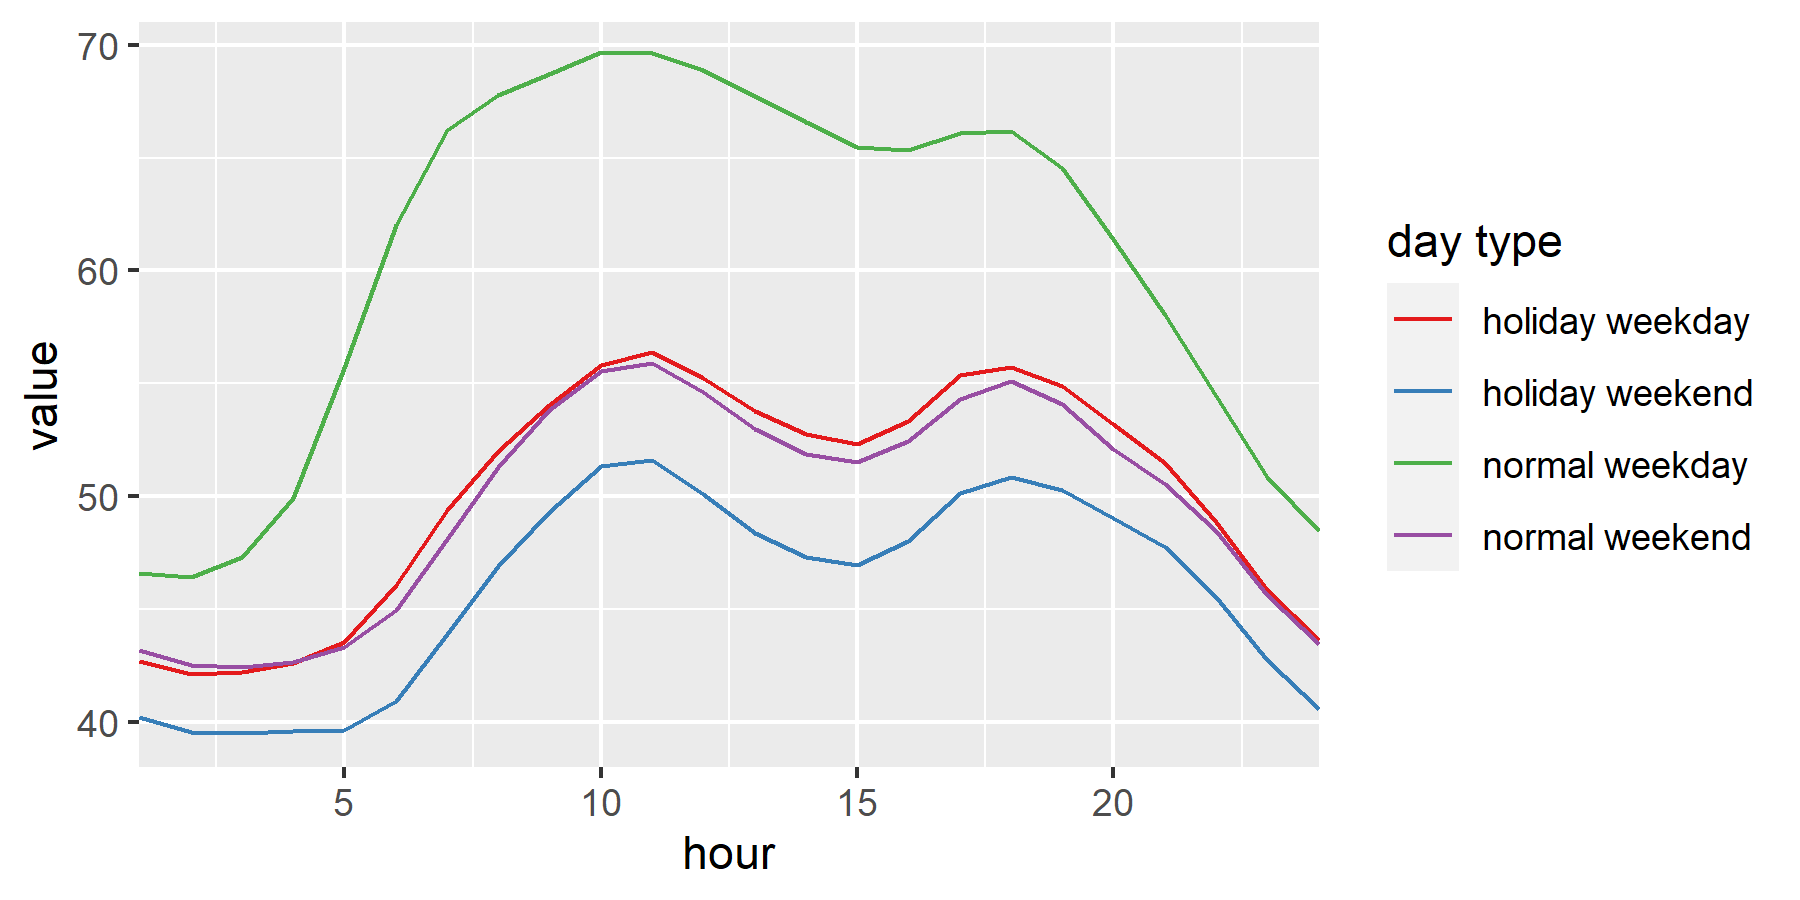 70
60
50
40
value
5 10 15 20
hour
day type
holiday weekday
holiday weekend
normal weekday
normal weekend